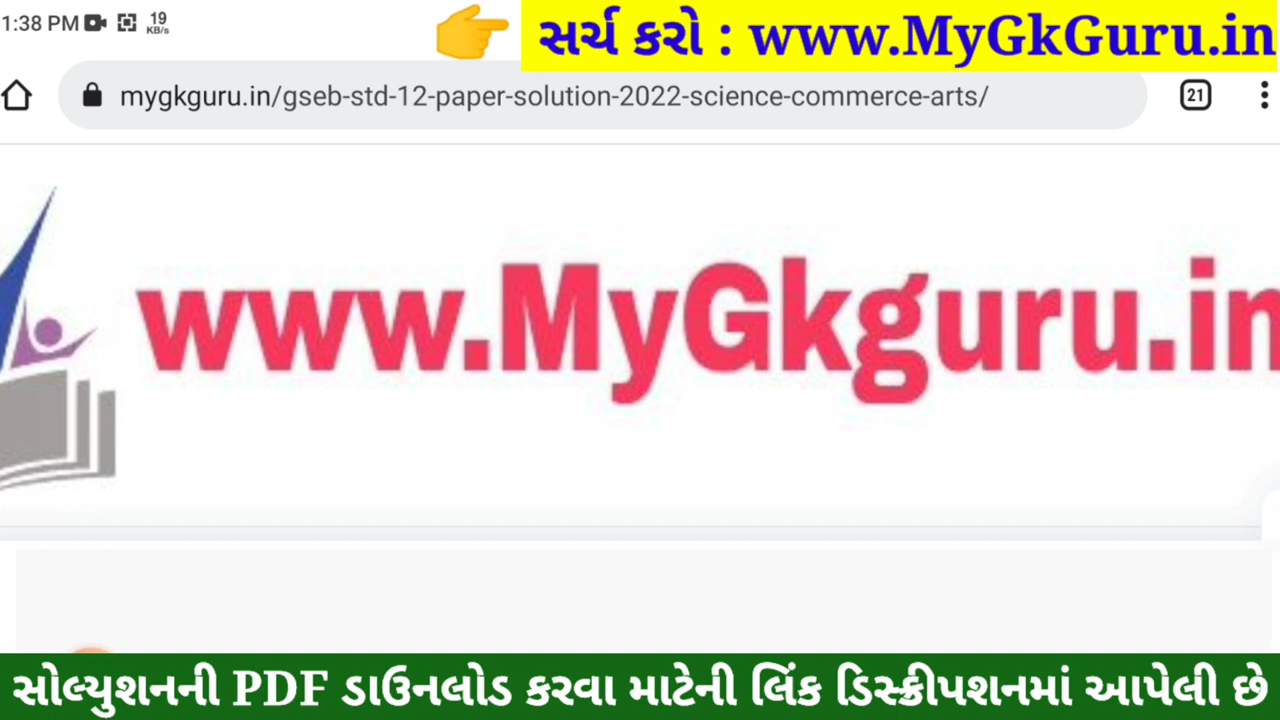 1:38 PM 19 KB/s
સર્ચ કરો : www.MyGkGuru.in
mygkguru.in/gseb-std-12-paper-solution-2022-science-commerce-arts/ 21
www.MyGkguru.in
સોલ્યુશનની PDF ડાઉનલોડ કરવા માટેની લિંક ડિસ્ક્રીપશનમાં આપેલી છે